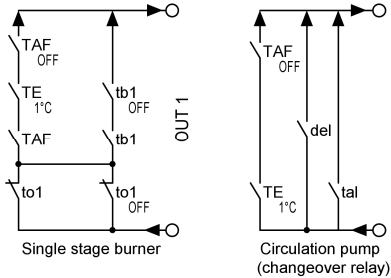 TAF
OFF
TE
1°C
TAF
to1
tb1
OFF
tb1
to1
OFF
OUT 1
Single stage burner
TAF
OFF
del
TE
1°C
tal
Circulation pump
(changeover relay)